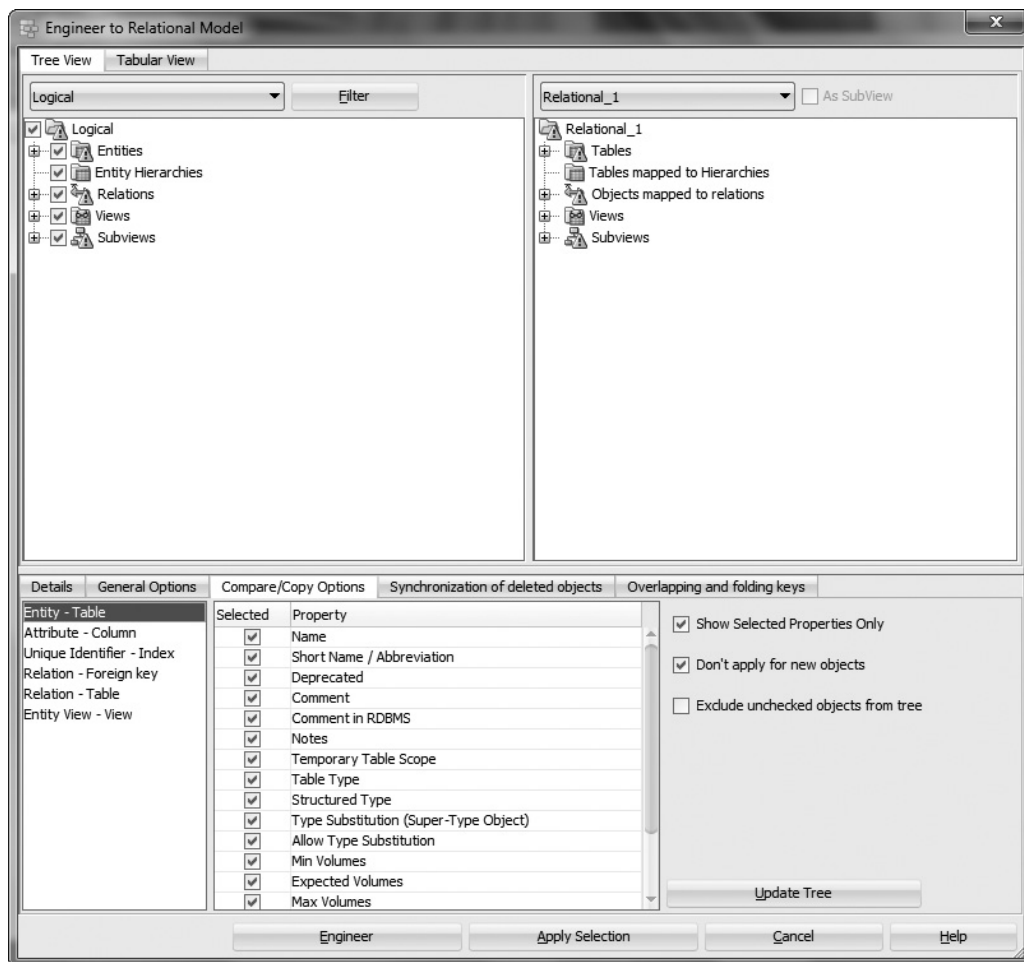 Engineer to Relational Model
X
Tree View Tabular View
Logical Filter
Relational_1 As SubView
Logical
Entities
Entity Hierarchies
Relations
Views
Subviews
Relational_1
Tables
Tables mapped to Hierarchies
Objects mapped to relations
Views
Subviews
Details General Options Compare/Copy Options Synchronization of deleted objects Overlapping and folding keys
Entity - Table
Attribute - Column
Unique Identifier - Index
Relation - Foreign key
Relation - Table
Entity View - View
Selected Property
Name
Short Name / Abbreviation
Deprecated
Comment
Comment in RDBMS
Notes
Temporary Table Scope
Table Type
Structured Type
Type Substitution (Super-Type Object)
Allow Type Substitution
Min Volumes
Expected Volumes
Max Volumes
Show Selected Properties Only
Don't apply for new objects
Exclude unchecked objects from tree
Update Tree
Engineer Apply Selection Cancel Help